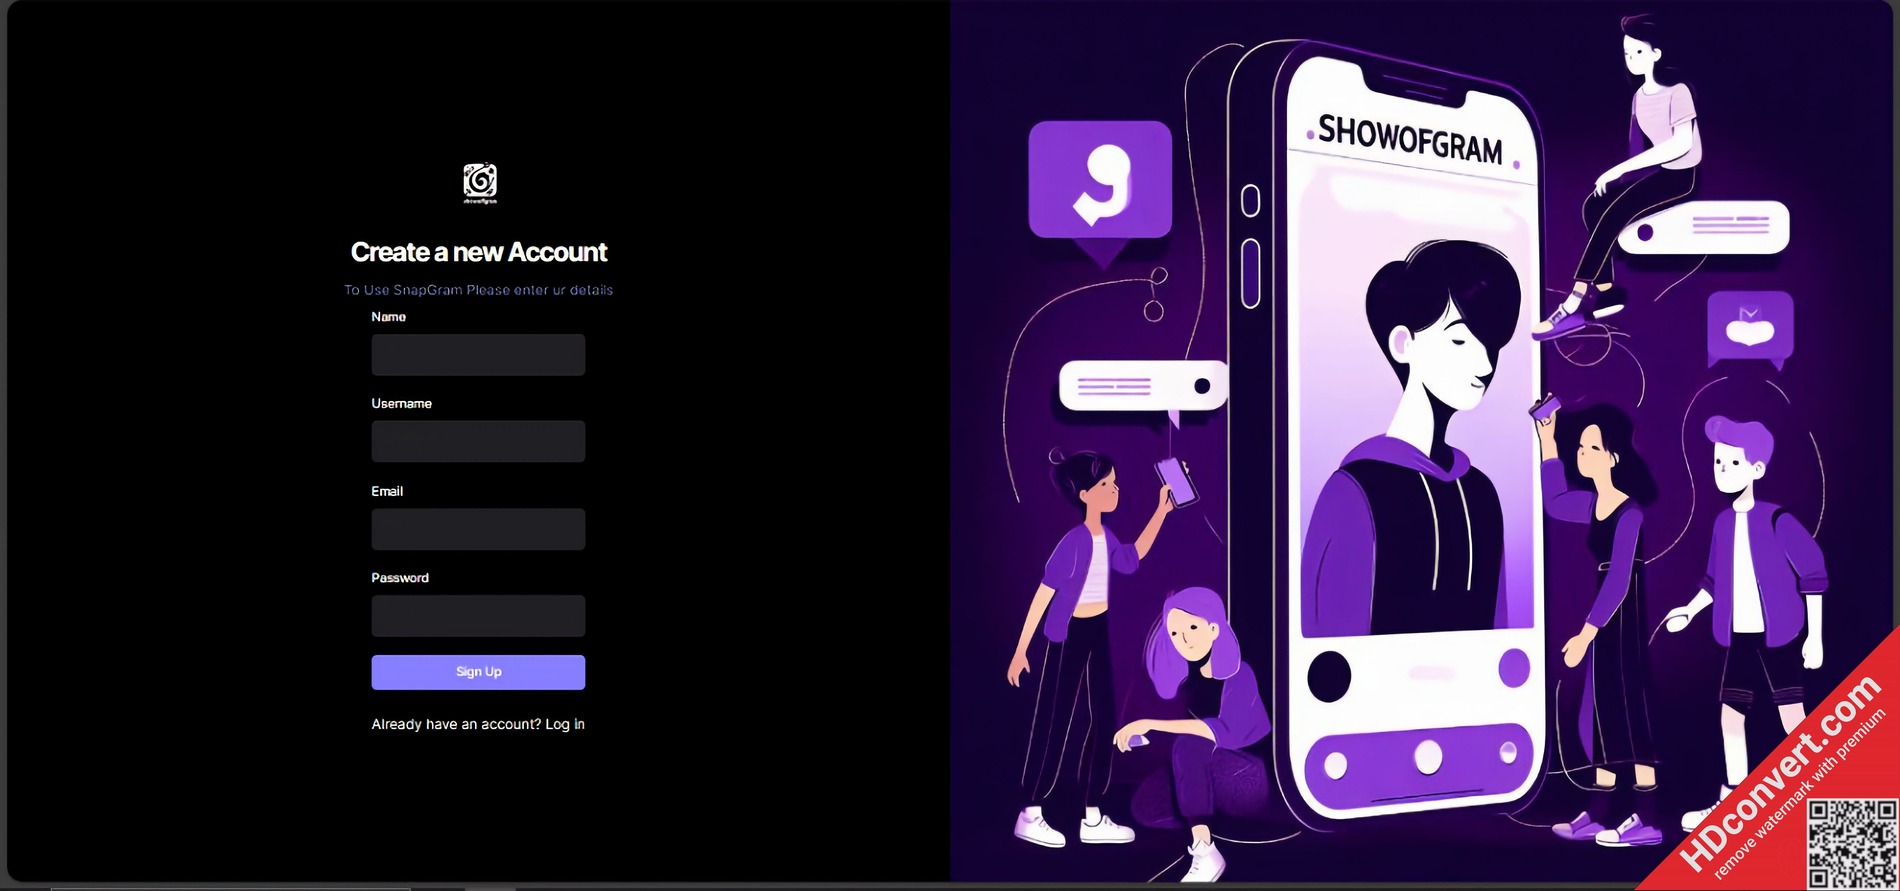 showofgram
Create a new Account
To Use SnapGram Please enter ur details
Name
Username
Email
Password
Sign Up
Already have an account? Log in
SHOWOFGRAM
HDconvert.com
remove watermark with premium